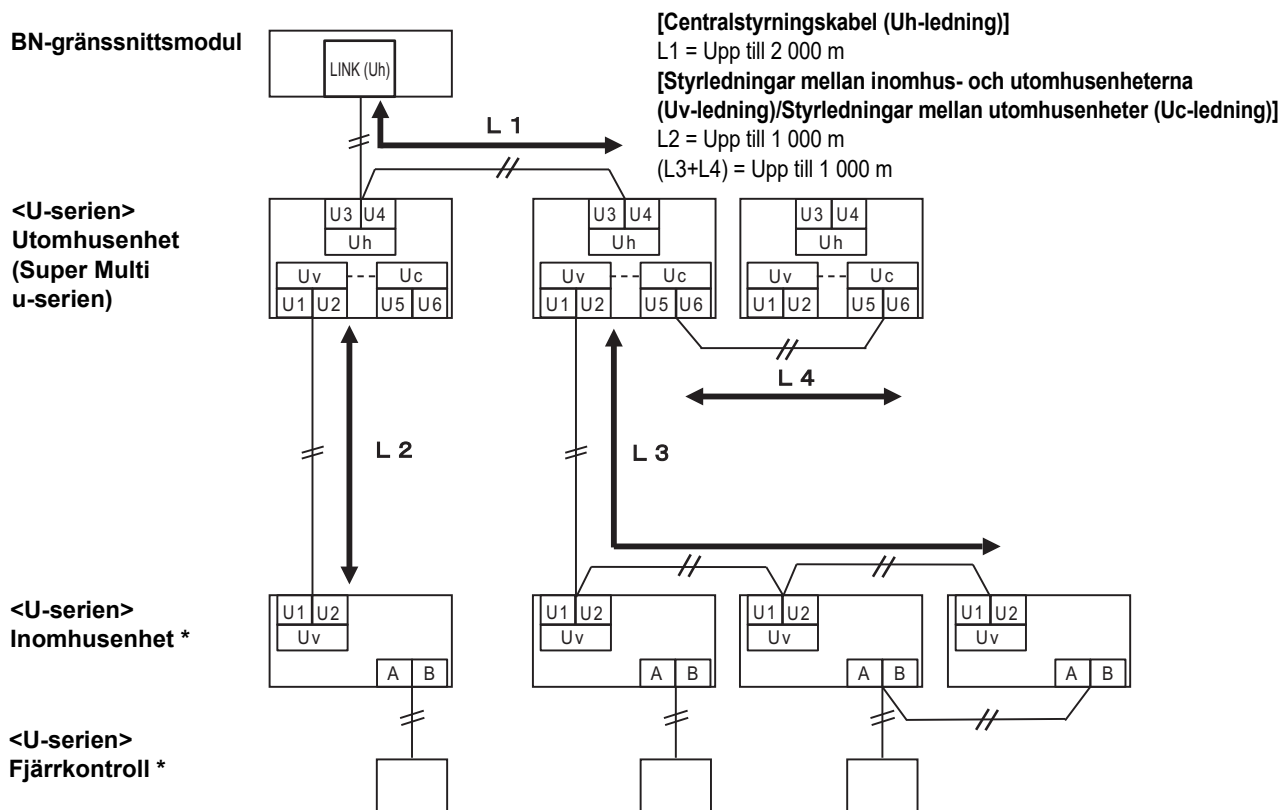 BN-gränssnittsmodul
LINK (Uh)
[Centralstyrningskabel (Uh-ledning)]
L1 = Upp till 2 000 m
[Styrledningar mellan inomhus- och utomhusenheterna
(Uv-ledning)/Styrledningar mellan utomhusenheter (Uc-ledning)]
L2 = Upp till 1 000 m
(L3+L4) = Upp till 1 000 m
L 1
<U-serien>
Utomhusenhet
(Super Multi
u-serien)
U3 U4
Uh
Uv Uc
U1 U2 U5 U6
U3 U4
Uh
Uv Uc
U1 U2 U5 U6
U3 U4
Uh
Uv Uc
U1 U2 U5 U6
L 4
L 2
L 3
<U-serien>
Inomhusenhet *
U1 U2
Uv
A B
U1 U2
Uv
A B
U1 U2
Uv
A B
U1 U2
Uv
A B
<U-serien>
Fjärrkontroll *